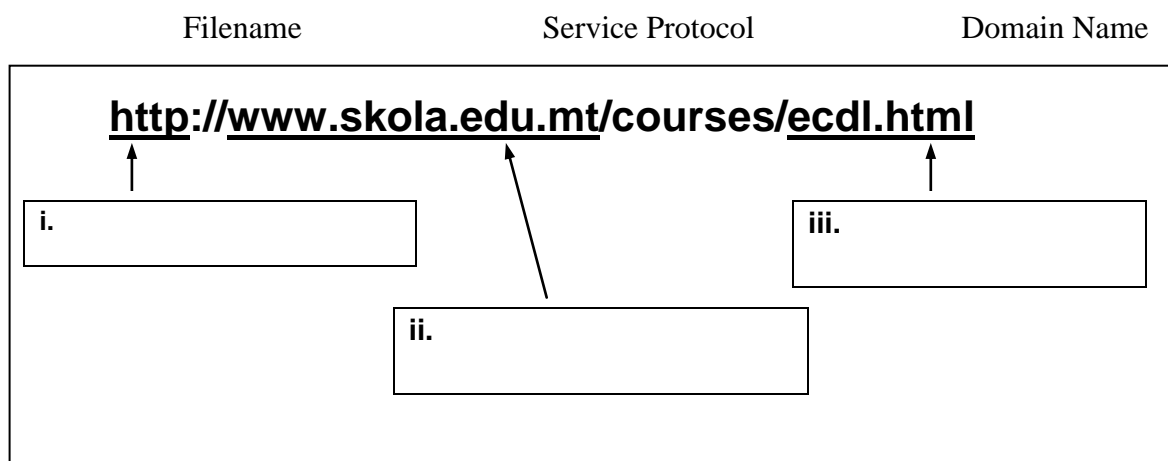 Filename Service Protocol Domain Name
http://www.skola.edu.mt/courses/ecdl.html
i.
iii.
ii.